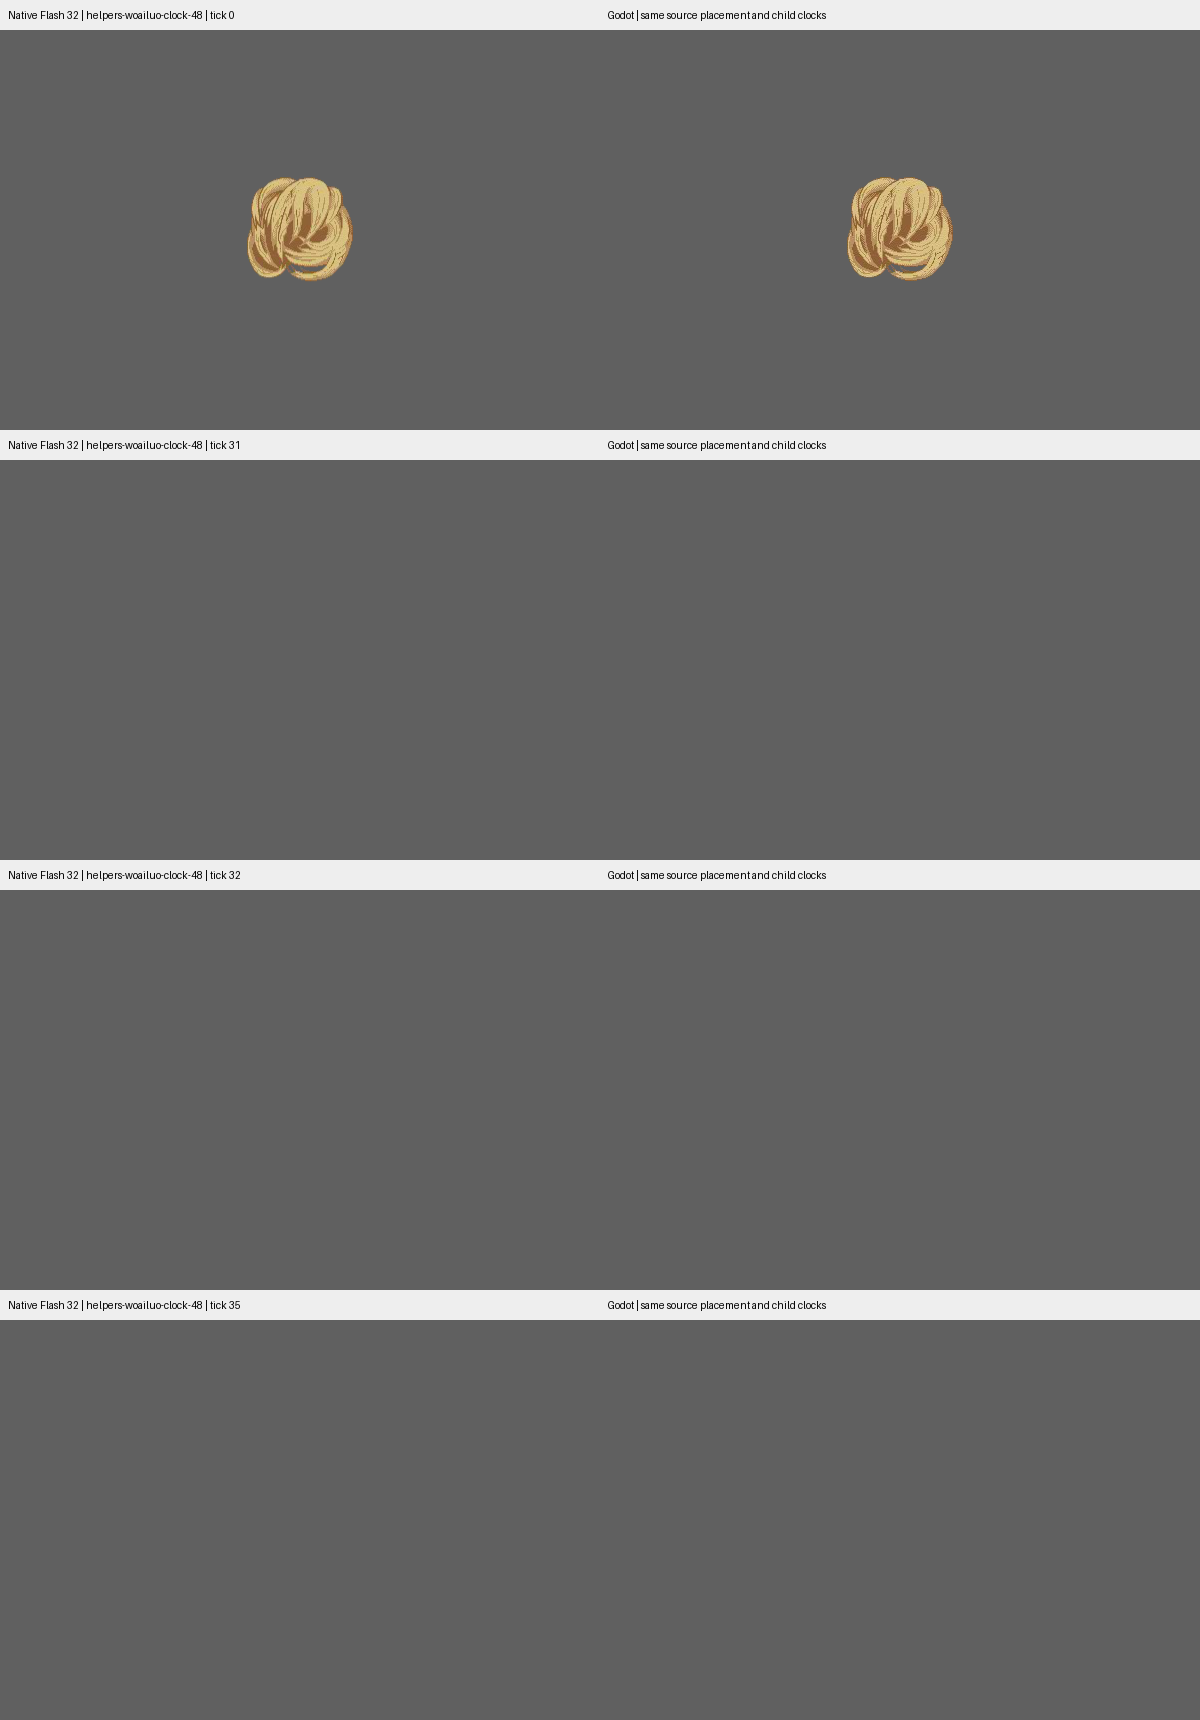 Native Flash 32 | helpers-woailuo-clock-48 | tick 0
Godot | same source placement and child clocks
Native Flash 32 | helpers-woailuo-clock-48 | tick 31
Godot | same source placement and child clocks
Native Flash 32 | helpers-woailuo-clock-48 | tick 32
Godot | same source placement and child clocks
Native Flash 32 | helpers-woailuo-clock-48 | tick 35
Godot | same source placement and child clocks